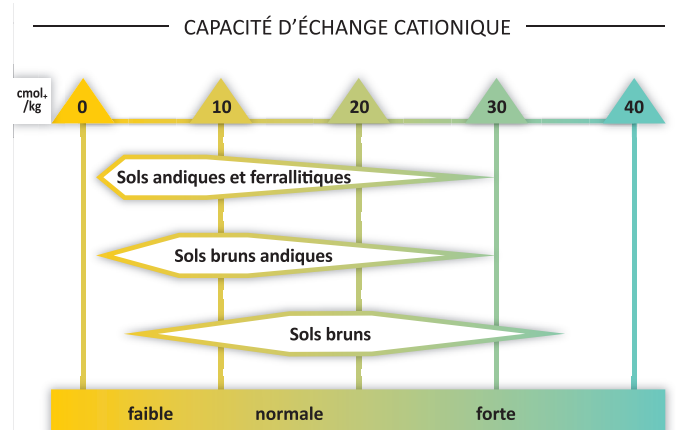 CAPACITÉ D'ÉCHANGE CATIONIQUE
cmol+
/kg
0 10 20 30 40
Sols andiques et ferrallitiques
Sols bruns andiques
Sols bruns
faible normale forte